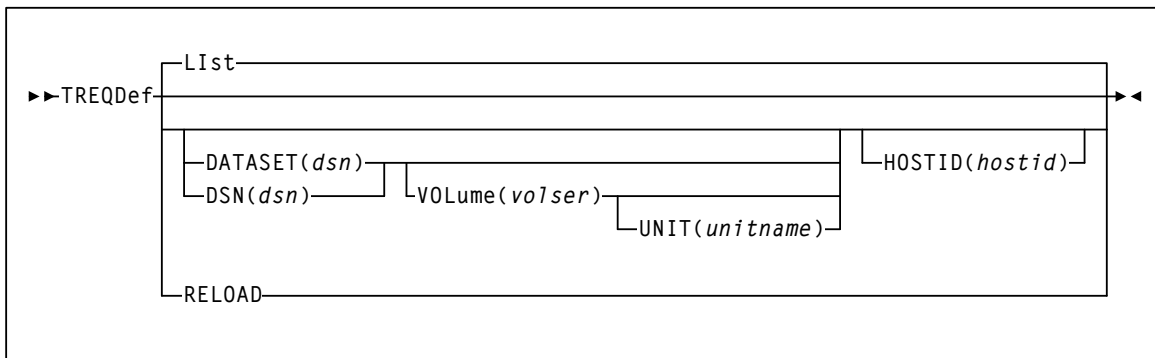 LIst
TREQDef
DATASET(dsn)
HOSTID(hostid)
DSN(dsn)
VOLume(volser)
UNIT(unitname)
RELOAD